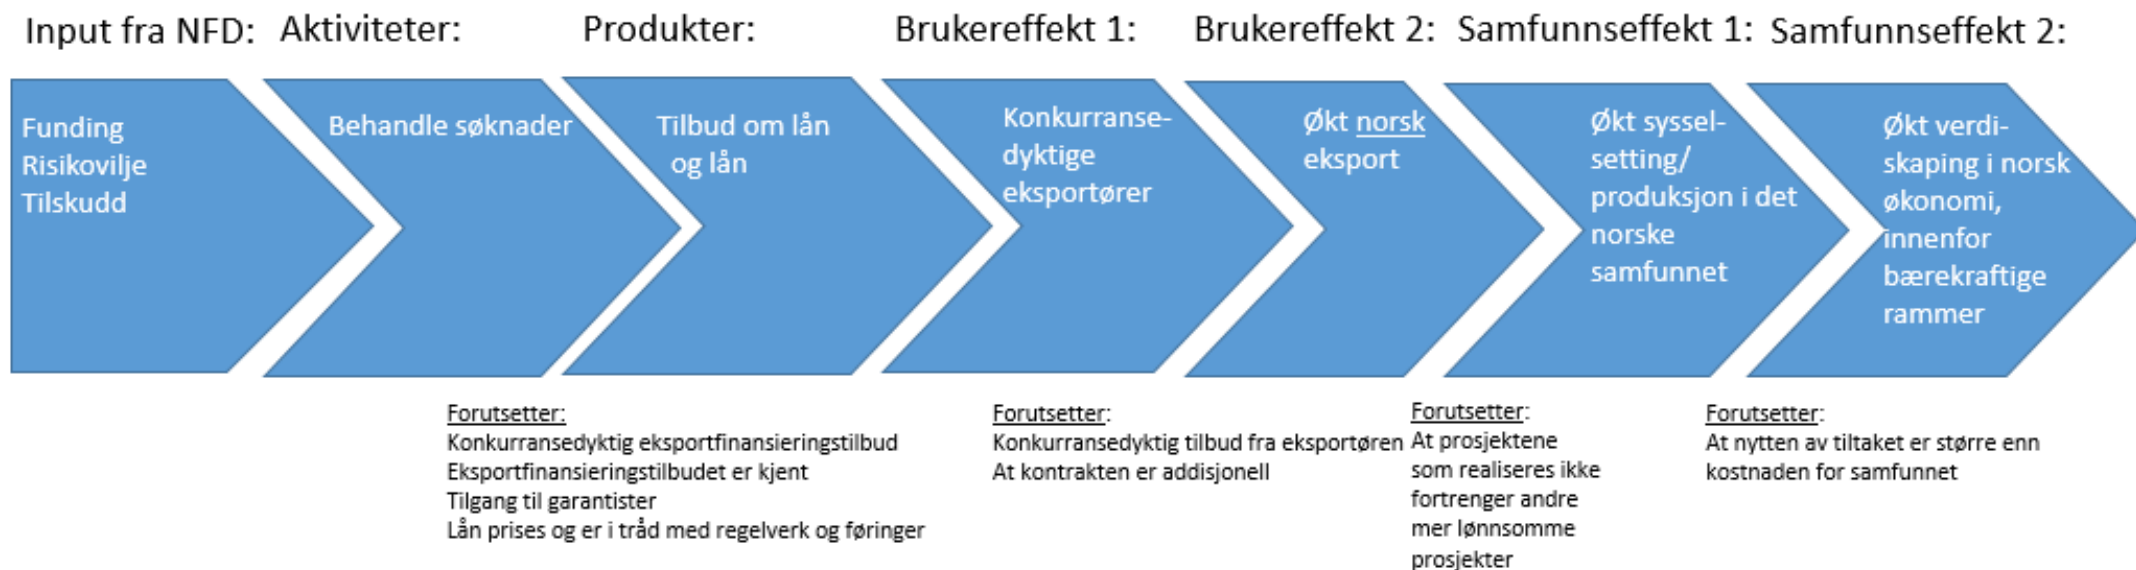 Input fra NFD:
Aktiviteter:
Produkter:
Brukereffekt 1:
Brukereffekt 2:
Samfunnseffekt 1:
Samfunnseffekt 2:
Funding
Risikovilje
Tilskudd
Behandle søknader
Tilbud om lån
og lån
Konkurranse-
dyktige
eksportører
Økt norsk
eksport
Økt syssel-
setting/
produksjon i det
norske
samfunnet
Økt verdi-
skaping i norsk
økonomi,
innenfor
bærekraftige
rammer
Forutsetter:
Konkurransedyktig eksportfinansieringstilbud
Eksportfinansieringstilbudet er kjent
Tilgang til garantister
Lån prises og er i tråd med regelverk og føringer
Forutsetter:
Konkurransedyktig tilbud fra eksportøren
At kontrakten er addisjonell
Forutsetter:
At prosjektene
som realiseres ikke
fortrenger andre
mer lønnsomme
prosjekter
Forutsetter:
At nytten av tiltaket er større enn
kostnaden for samfunnet